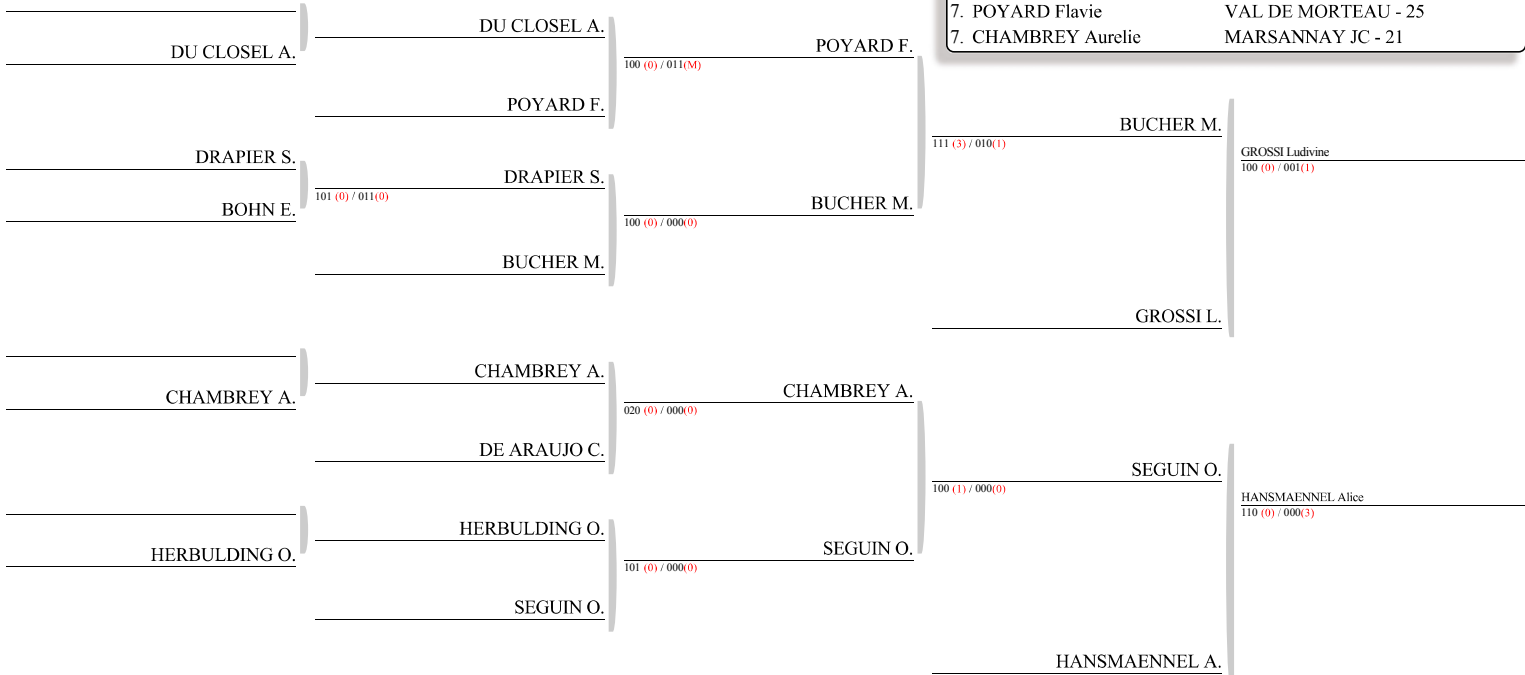 7. POYARD Flavie VAL DE MORTEAU - 25
7. CHAMBREY Aurelie MARSANNAY JC - 21
DU CLOSEL A.
DRAPIER S.
BOHN E.
CHAMBREY A.
HERBULDING O.
DU CLOSEL A.
POYARD F.
101 (0) / 011(0)
DRAPIER S.
BUCHER M.
CHAMBREY A.
DE ARAUJO C.
HERBULDING O.
SEGUIN O.
POYARD F.
100 (0) / 011(M)
BUCHER M.
100 (0) / 000(0)
CHAMBREY A.
020 (0) / 000(0)
SEGUIN O.
101 (0) / 000(0)
BUCHER M.
111 (3) / 010(1)
GROSSI L.
SEGUIN O.
100 (1) / 000(0)
HANSMAENNEL A.
GROSSI Ludivine
100 (0) / 001(1)
HANSMAENNEL Alice
110 (0) / 000(3)